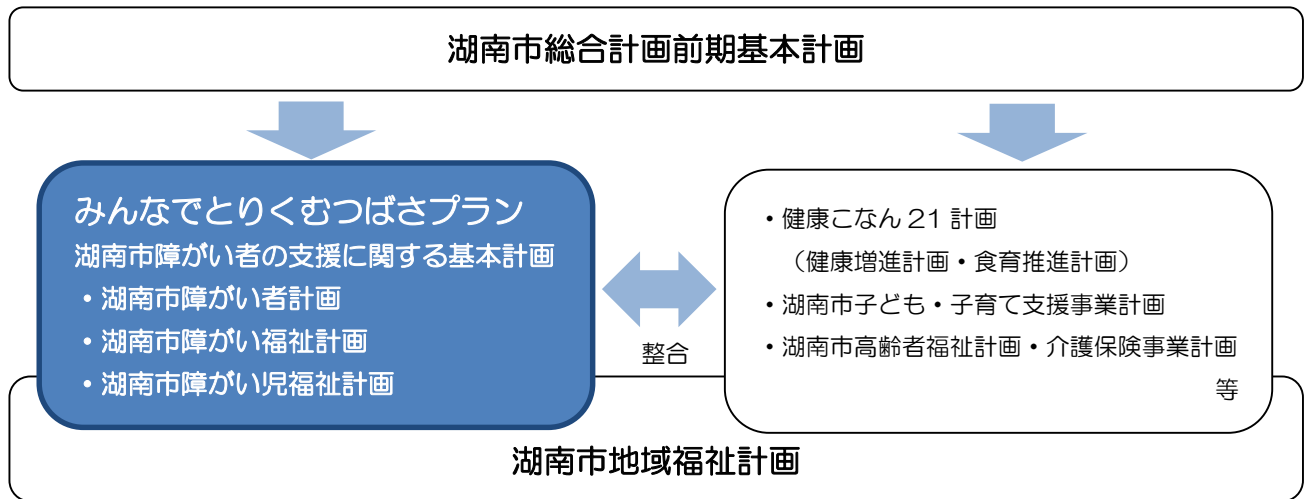 湖南市総合計画前期基本計画
みんなでとりくむつばさプラン
湖南市障がい者の支援に関する基本計画
・湖南市障がい者計画
・湖南市障がい福祉計画
・湖南市障がい児福祉計画
整合
・健康こなん 21 計画
（健康増進計画・食育推進計画）
・湖南市子ども・子育て支援事業計画
・湖南市高齢者福祉計画・介護保険事業計画
等
湖南市地域福祉計画